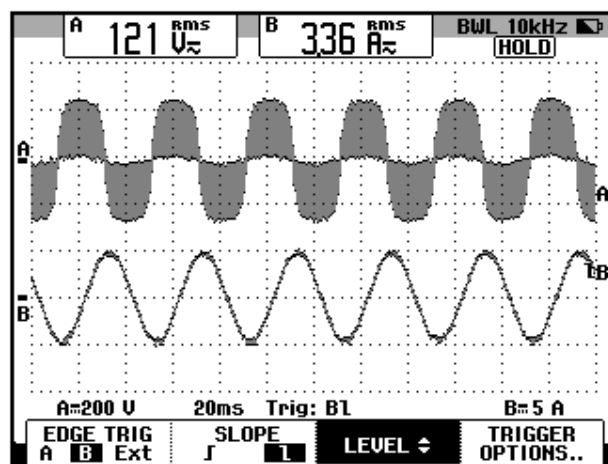 A 121 rms V≂ B 3.36 rms A≂ BWL 10kHz
HOLD
A
A
B
B
A=200 V 20ms Trig: B↴ B=5 A
EDGE TRIG SLOPE LEVEL TRIGGER
A B Ext OPTIONS..